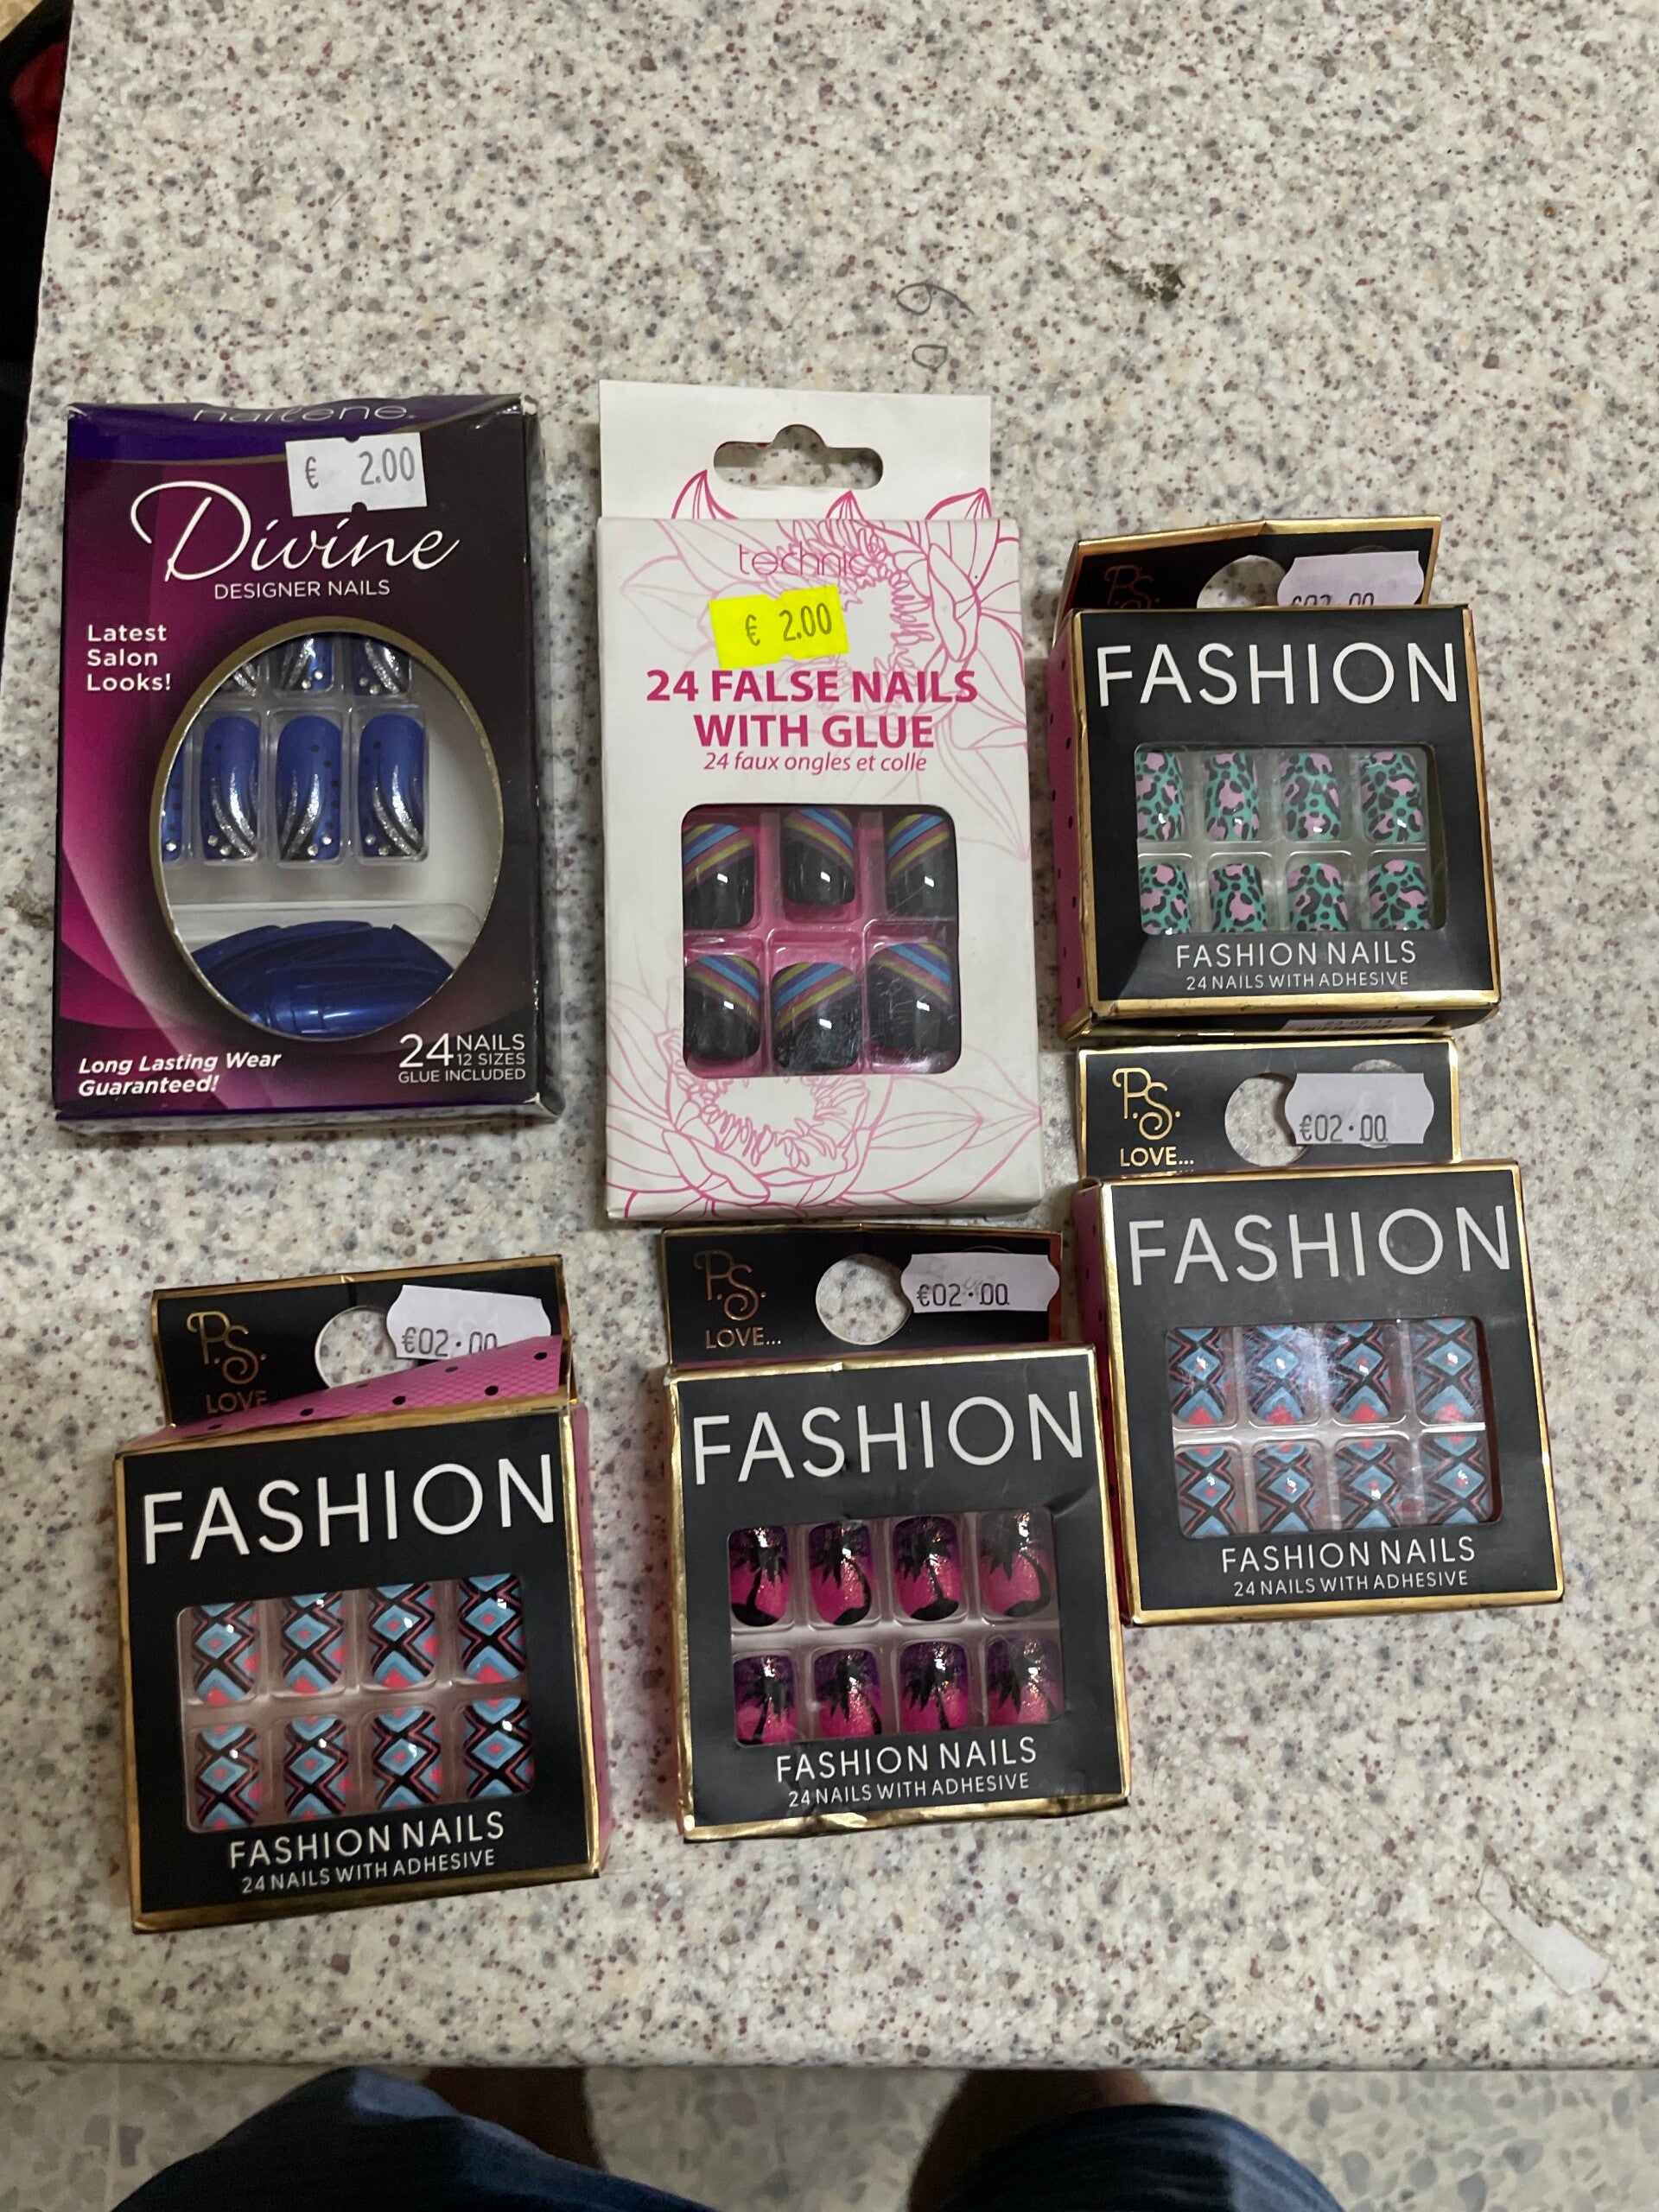 nailene
€ 2.00
Divine
DESIGNER NAILS
Latest
Salon
Looks!
Long Lasting Wear
Guaranteed!
24 NAILS
12 SIZES
GLUE INCLUDED
technic
€ 2.00
24 FALSE NAILS
WITH GLUE
24 faux ongles et colle
P.S.
€02.00
FASHION
FASHION NAILS
24 NAILS WITH ADHESIVE
P.S.
LOVE...
€02.00
FASHION
FASHION NAILS
24 NAILS WITH ADHESIVE
P.S.
LOVE
€02.00
FASHION
FASHION NAILS
24 NAILS WITH ADHESIVE
P.S.
LOVE...
€02.00
FASHION
FASHION NAILS
24 NAILS WITH ADHESIVE